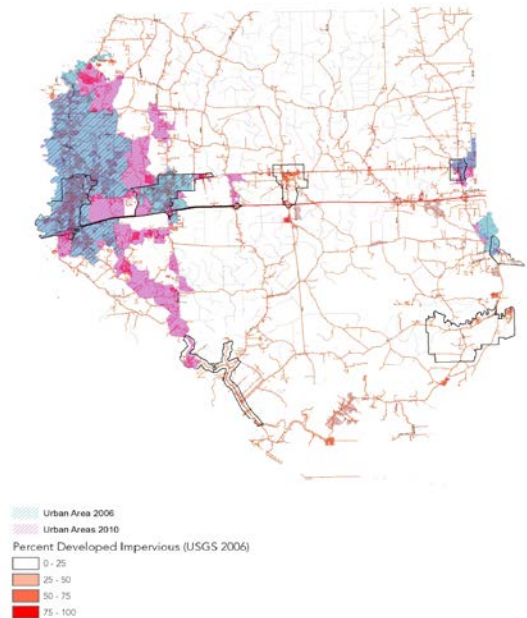 Urban Area 2006
Urban Areas 2010
Percent Developed Impervious (USGS 2006)
0 - 25
25 - 50
50 - 75
75 - 100